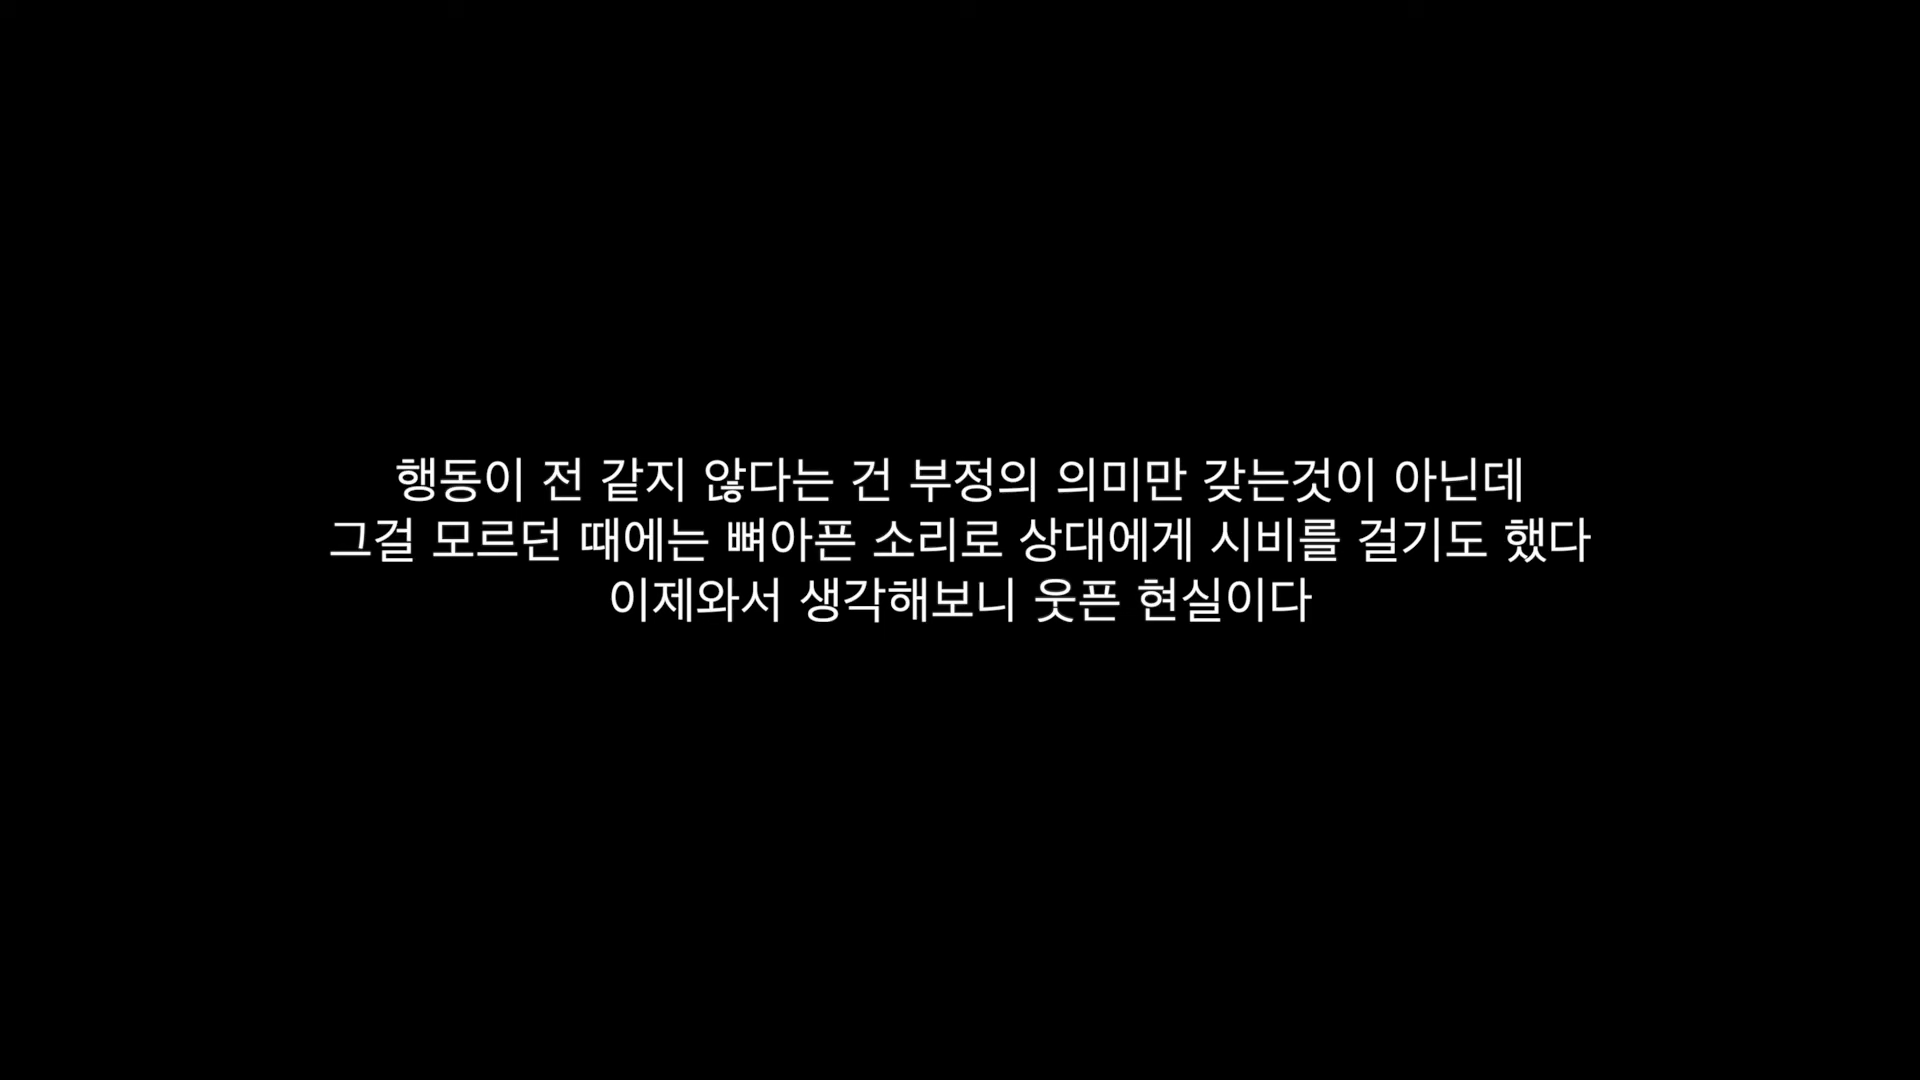 행동이 전 같지 않다는 건 부정의 의미만 갖는것이 아닌데
그걸 모르던 때에는 뼈아픈 소리로 상대에게 시비를 걸기도 했다
이제와서 생각해보니 웃픈 현실이다